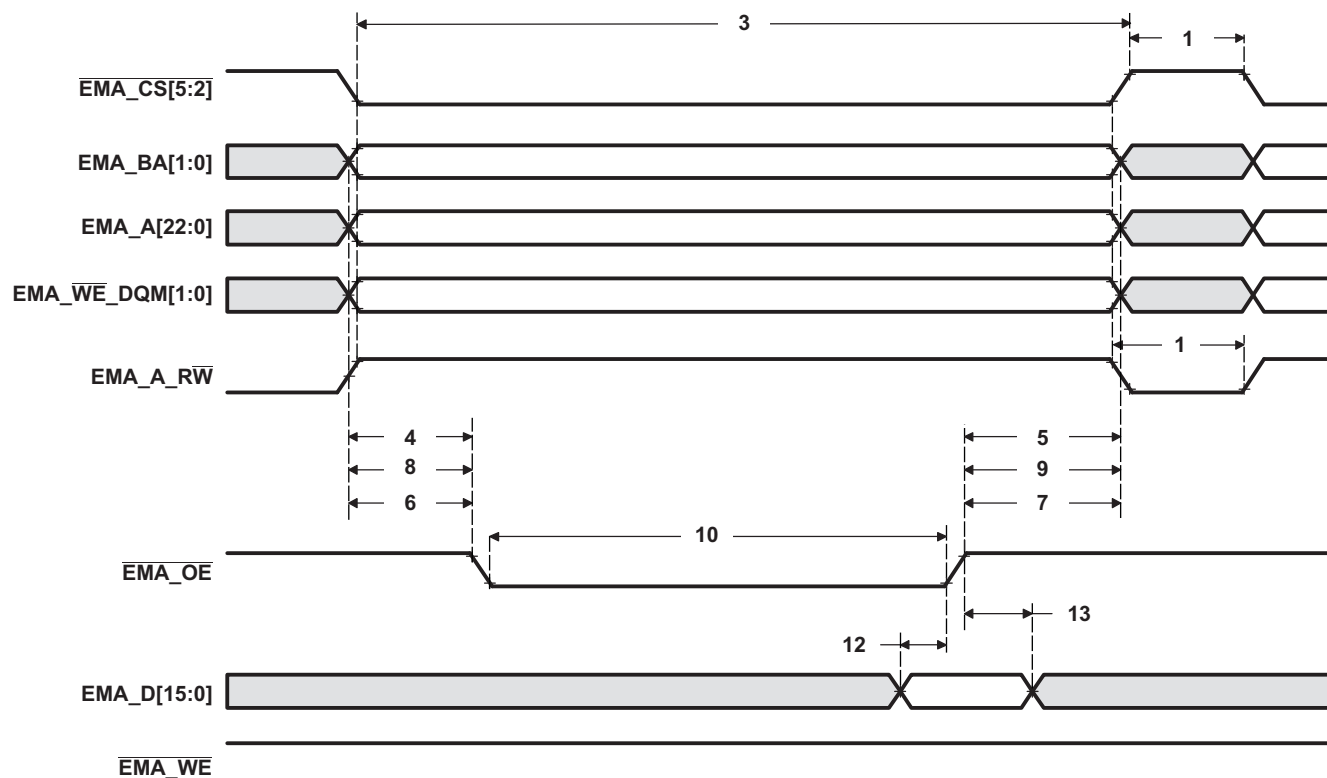 3
1
EMA_CS[5:2]
EMA_BA[1:0]
EMA_A[22:0]
EMA_WE_DQM[1:0]
1
EMA_A_RW
4
5
8
9
6
7
10
EMA_OE
13
12
EMA_D[15:0]
EMA_WE